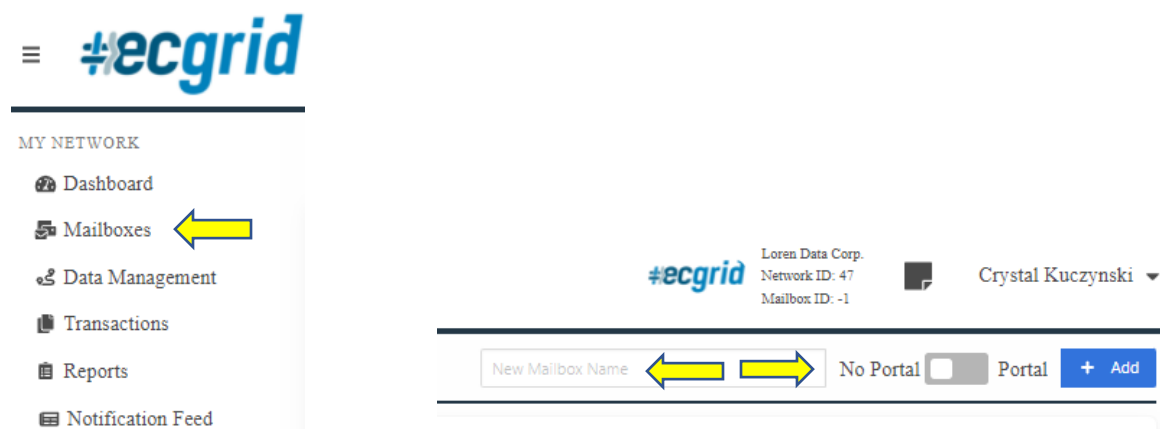 ecgrid
MY NETWORK
Dashboard
Mailboxes
Data Management
Transactions
Reports
Notification Feed
ecgrid
Loren Data Corp.
Network ID: 47
Mailbox ID: -1
Crystal Kuczynski
New Mailbox Name
No Portal
Portal
+ Add